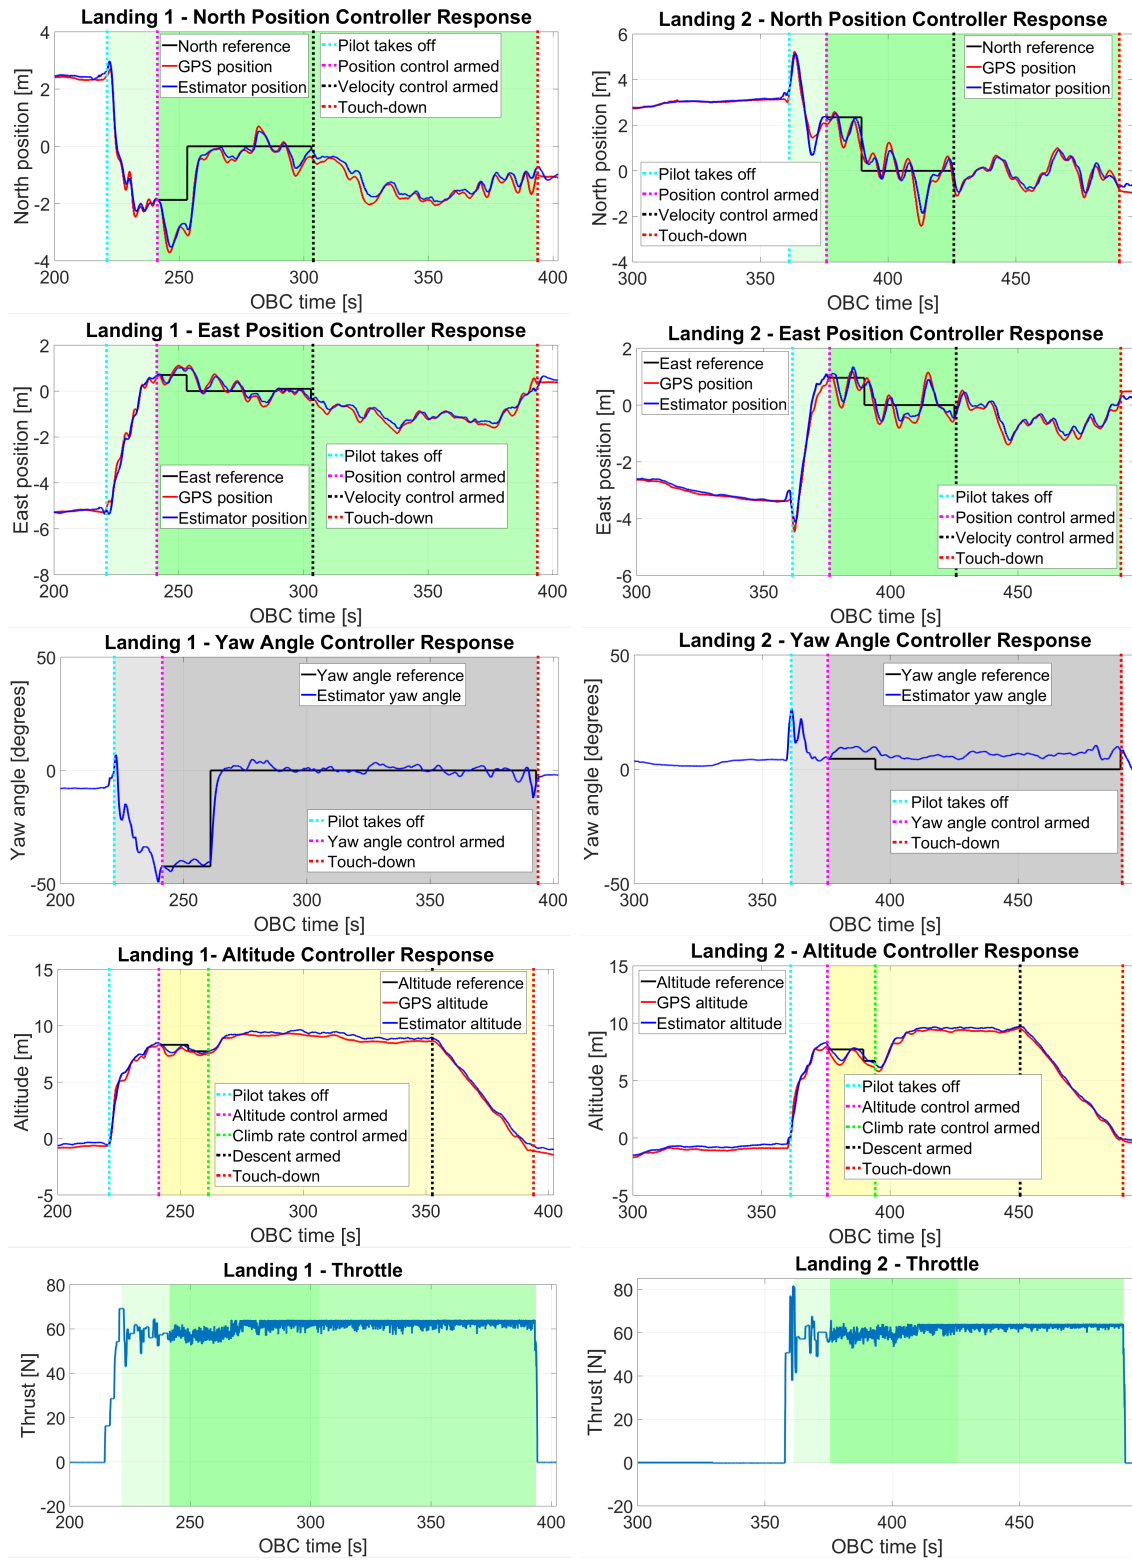 Landing 1 - North Position Controller Response
4
2
0
-2
-4
North position [m]
North reference
GPS position
Estimator position
Pilot takes off
Position control armed
Velocity control armed
Touch-down
200
250
300
350
400
OBC time [s]
Landing 2 - North Position Controller Response
6
4
2
0
-2
-4
North position [m]
North reference
GPS position
Estimator position
Pilot takes off
Position control armed
Velocity control armed
Touch-down
300
350
400
450
OBC time [s]
Landing 1 - East Position Controller Response
2
0
-2
-4
-6
-8
East position [m]
East reference
GPS position
Estimator position
Pilot takes off
Position control armed
Velocity control armed
Touch-down
200
250
300
350
400
OBC time [s]
Landing 2 - East Position Controller Response
2
0
-2
-4
-6
East position [m]
East reference
GPS position
Estimator position
Pilot takes off
Position control armed
Velocity control armed
Touch-down
300
350
400
450
OBC time [s]
Landing 1 - Yaw Angle Controller Response
50
0
-50
Yaw angle [degrees]
Yaw angle reference
Estimator yaw angle
Pilot takes off
Yaw angle control armed
Touch-down
200
250
300
350
400
OBC time [s]
Landing 2 - Yaw Angle Controller Response
50
0
-50
Yaw angle [degrees]
Yaw angle reference
Estimator yaw angle
Pilot takes off
Yaw angle control armed
Touch-down
300
350
400
450
OBC time [s]
Landing 1- Altitude Controller Response
15
10
5
0
-5
Altitude [m]
Altitude reference
GPS altitude
Estimator altitude
Pilot takes off
Altitude control armed
Climb rate control armed
Descent armed
Touch-down
200
250
300
350
400
OBC time [s]
Landing 2 - Altitude Controller Response
15
10
5
0
-5
Altitude [m]
Altitude reference
GPS altitude
Estimator altitude
Pilot takes off
Altitude control armed
Climb rate control armed
Descent armed
Touch-down
300
350
400
450
OBC time [s]
Landing 1 - Throttle
80
60
40
20
0
-20
Thrust [N]
200
250
300
350
400
OBC time [s]
Landing 2 - Throttle
80
60
40
20
0
-20
Thrust [N]
300
350
400
450
OBC time [s]